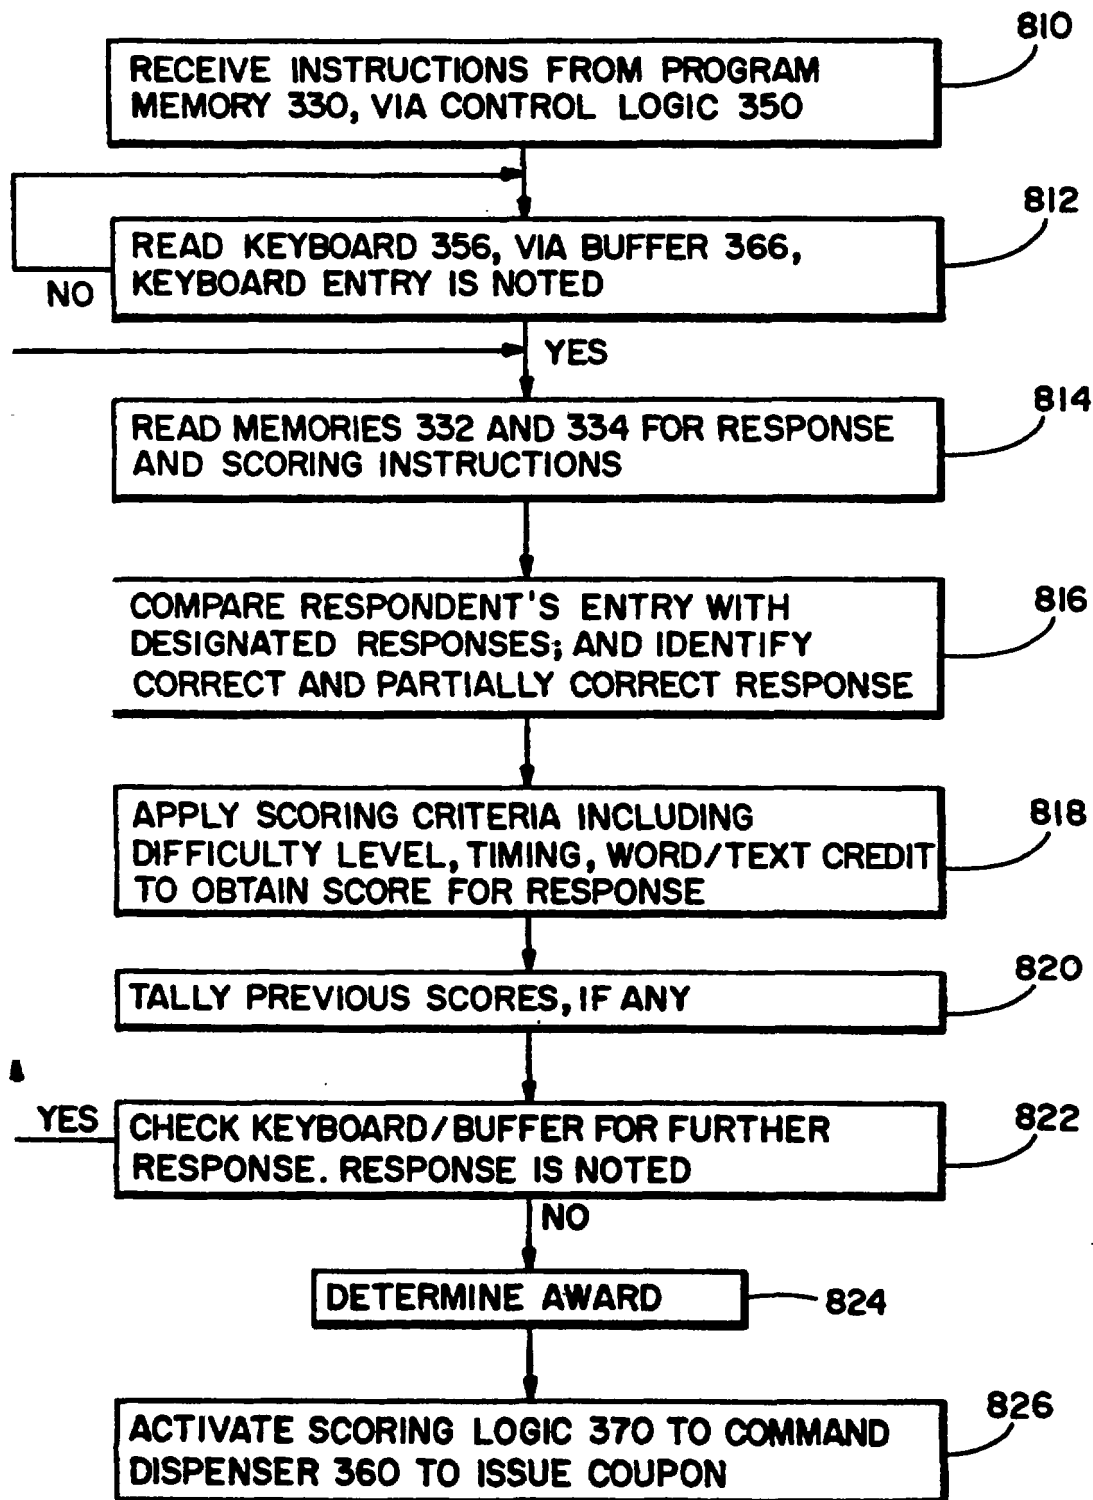 810
RECEIVE INSTRUCTIONS FROM PROGRAM
MEMORY 330, VIA CONTROL LOGIC 350
812
READ KEYBOARD 356, VIA BUFFER 366,
KEYBOARD ENTRY IS NOTED
NO
YES
814
READ MEMORIES 332 AND 334 FOR RESPONSE
AND SCORING INSTRUCTIONS
816
COMPARE RESPONDENT'S ENTRY WITH
DESIGNATED RESPONSES; AND IDENTIFY
CORRECT AND PARTIALLY CORRECT RESPONSE
818
APPLY SCORING CRITERIA INCLUDING
DIFFICULTY LEVEL, TIMING, WORD/TEXT CREDIT
TO OBTAIN SCORE FOR RESPONSE
820
TALLY PREVIOUS SCORES, IF ANY
822
YES
CHECK KEYBOARD/BUFFER FOR FURTHER
RESPONSE. RESPONSE IS NOTED
NO
DETERMINE AWARD
824
826
ACTIVATE SCORING LOGIC 370 TO COMMAND
DISPENSER 360 TO ISSUE COUPON